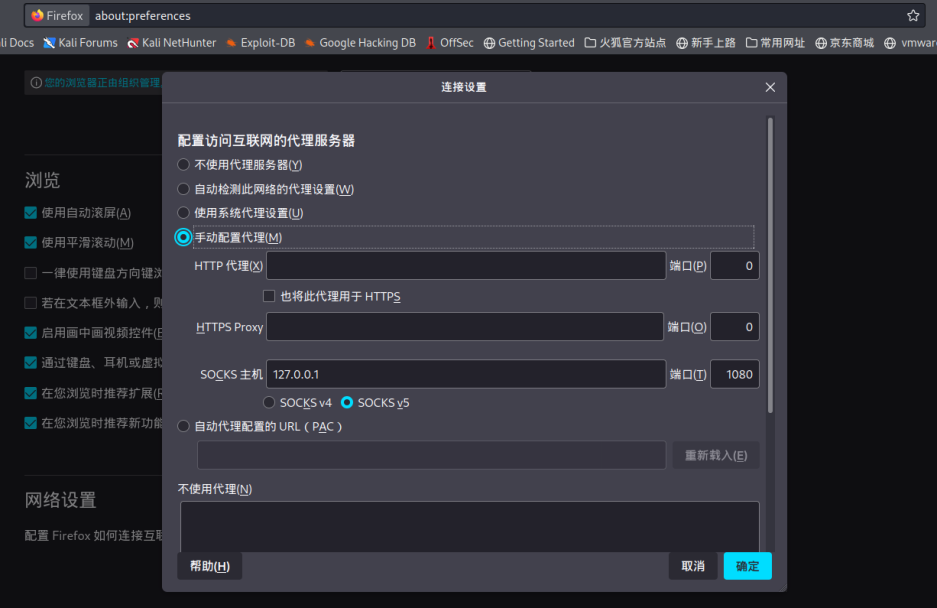 Firefox about:preferences
li Docs Kali Forums Kali NetHunter Exploit-DB Google Hacking DB OffSec Getting Started 火狐官方站点 新手上路 常用网址 京东商城 vmwar
您的浏览器正由组织管理
连接设置
配置访问互联网的代理服务器
不使用代理服务器(Y)
自动检测此网络的代理设置(W)
使用系统代理设置(U)
手动配置代理(M)
HTTP 代理(X) 端口(P) 0
也将此代理用于 HTTPS
HTTPS Proxy 端口(O) 0
SOCKS 主机 127.0.0.1 端口(T) 1080
SOCKS v4 SOCKS v5
自动代理配置的 URL（PAC）
重新载入(E)
不使用代理(N)
帮助(H) 取消 确定
浏览
使用自动滚屏(A)
使用平滑滚动(M)
一律使用键盘方向键浏
若在文本框外输入，则
启用画中画视频控件(E
通过键盘、耳机或虚拟
在您浏览时推荐扩展(R
在您浏览时推荐新功能
网络设置
配置 Firefox 如何连接互联